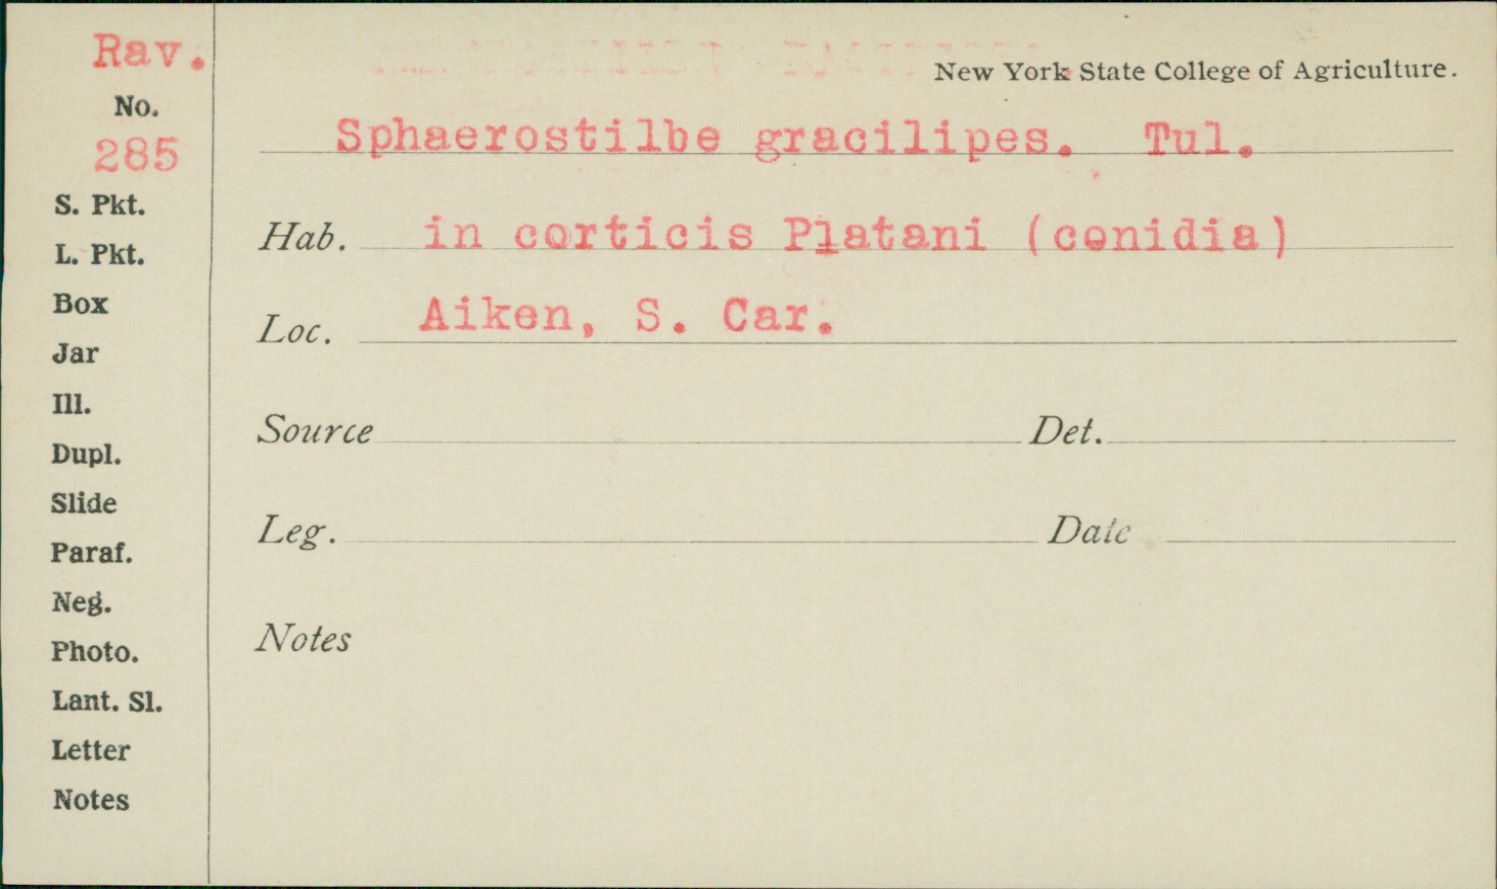 Rav.
No.
285
S. Pkt.
L. Pkt.
Box
Jar
Ill.
Dupl.
Slide
Paraf.
Neg.
Photo.
Lant. Sl.
Letter
Notes
New York State College of Agriculture.
Sphaerostilbe gracilipes. Tul.
Hab. in corticis Platani (conidia)
Loc. Aiken, S. Car.
Source Det.
Leg. Date
Notes